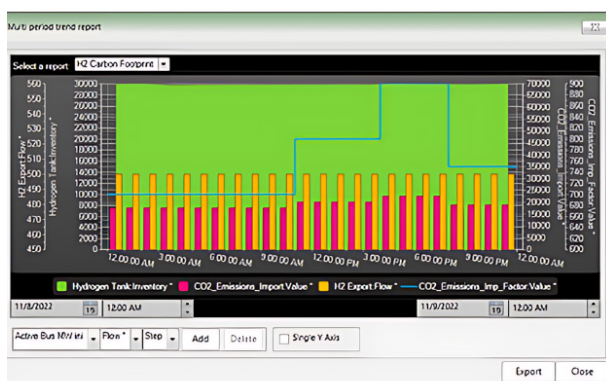 Multi period trend report
Select a report H2 Carbon Footprint
560 30000 70000 900
550 28000 65000 880
540 26000 60000 860
24000 55000 840
530 22000 50000 820
520 20000 45000 800
18000 40000 780
510 16000 35000 760
500 14000 30000 740
490 12000 25000 720
10000 20000 700
480 8000 15000 680
470 6000 10000 660
460 4000 5000 640
2000 620
450 0 0 600
H2 Export.Flow *
Hydrogen Tank.Inventory *
CO2_Emissions_Import.Value *
CO2_Emissions_Imp_Factor.Value *
12:00:00 AM 3:00:00 AM 6:00:00 AM 9:00:00 AM 12:00:00 PM 3:00:00 PM 6:00:00 PM 9:00:00 PM 12:00:00 AM
Hydrogen Tank.Inventory * CO2_Emissions_Import.Value * H2 Export.Flow * CO2_Emissions_Imp_Factor.Value *
11/8/2022 15 12:00 AM 11/9/2022 15 12:00 AM
Active Bus MW ini Flow * Step Add Delete Single Y Axis
Export Close